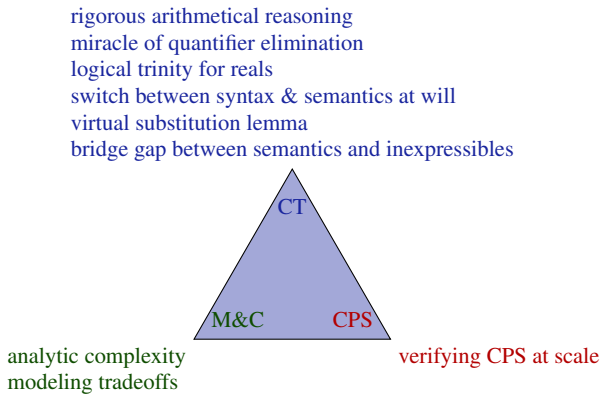 rigorous arithmetical reasoning
miracle of quantifier elimination
logical trinity for reals
switch between syntax & semantics at will
virtual substitution lemma
bridge gap between semantics and inexpressibles
CT
M&C
CPS
analytic complexity
modeling tradeoffs
verifying CPS at scale